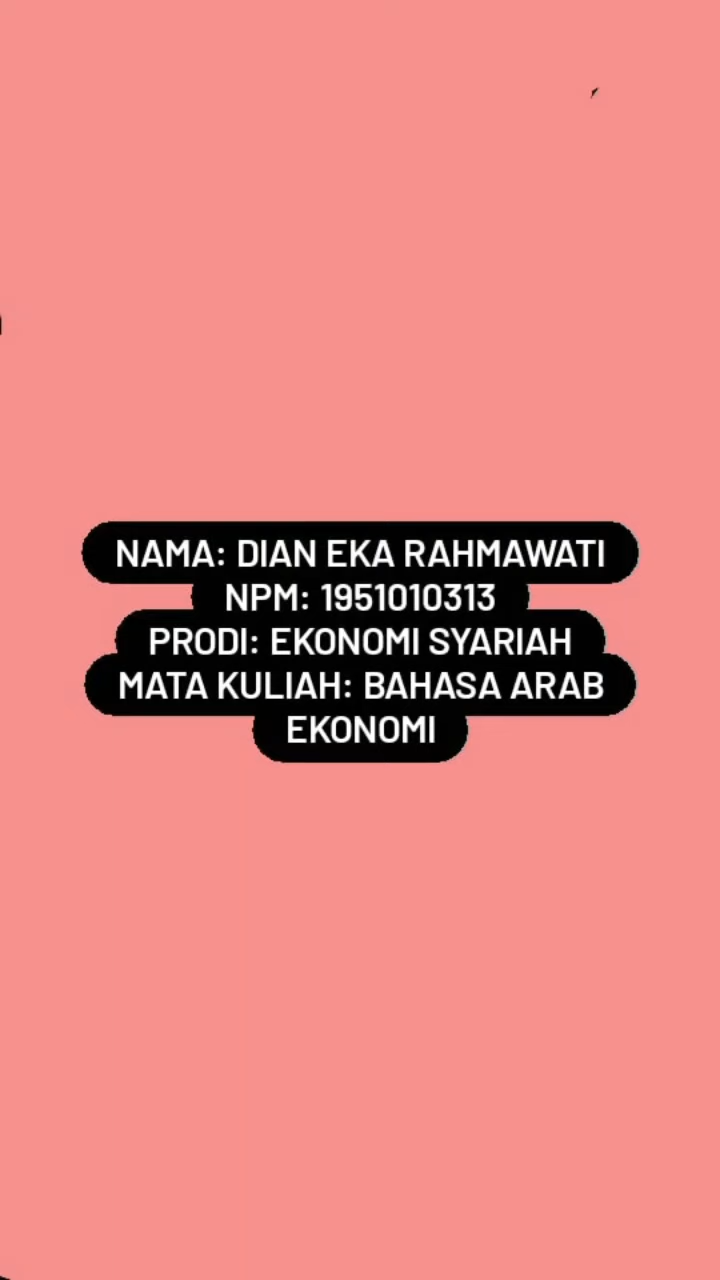 NAMA: DIAN EKA RAHMAWATI
NPM: 1951010313
PRODI: EKONOMI SYARIAH
MATA KULIAH: BAHASA ARAB
EKONOMI